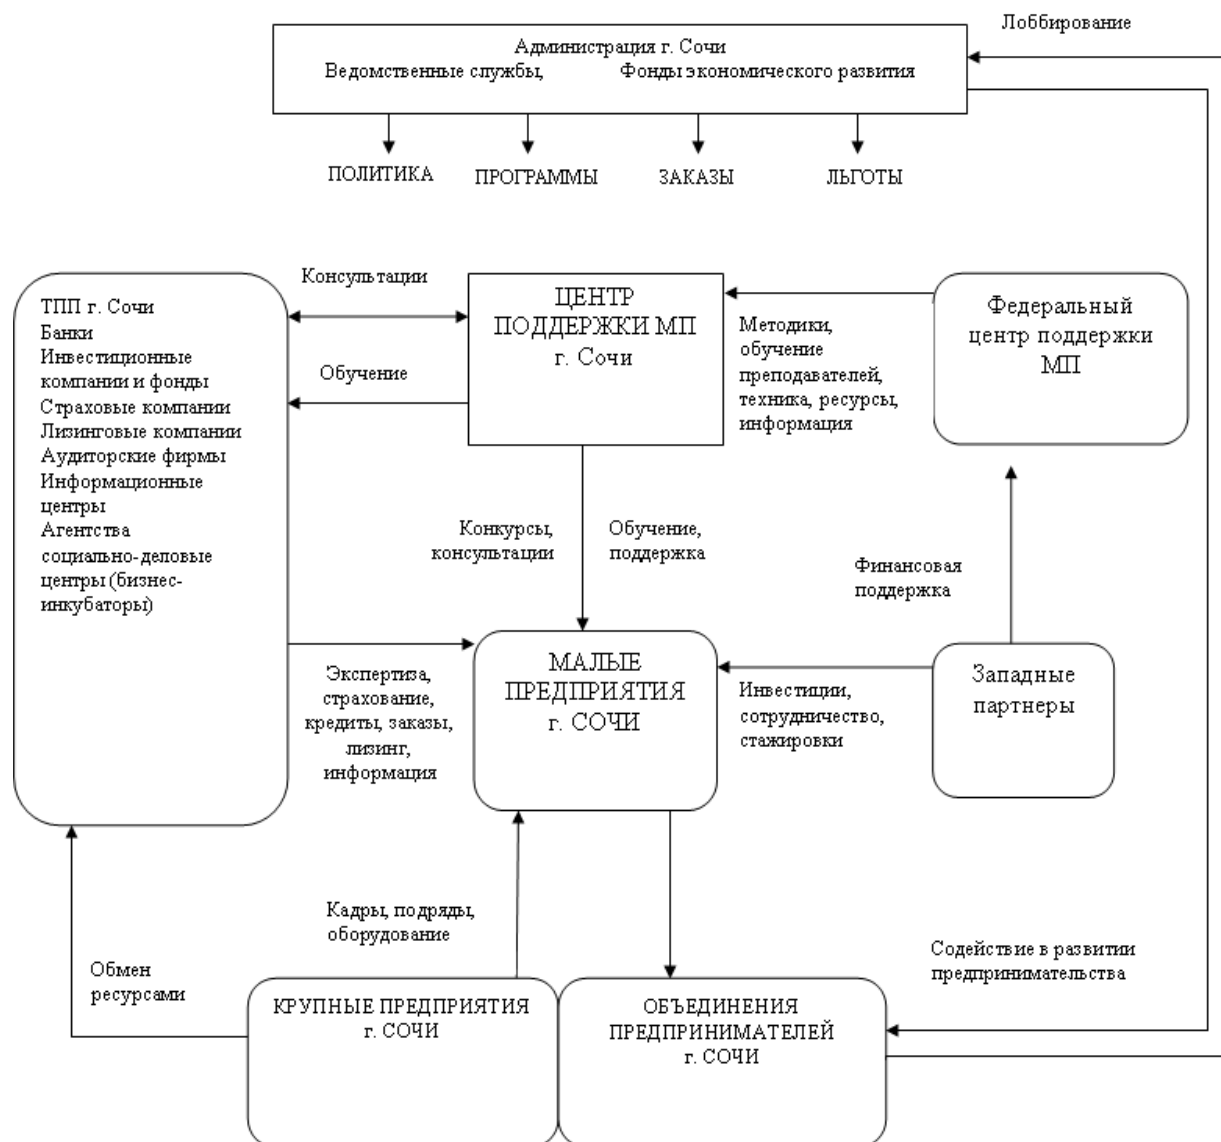 Лоббирование
Администрация г. Сочи
Ведомственные службы, Фонды экономического развития
ПОЛИТИКА
ПРОГРАММЫ
ЗАКАЗЫ
ЛЬГОТЫ
ТПП г. Сочи
Банки
Инвестиционные
компании и фонды
Страховые компании
Лизинговые компании
Аудиторские фирмы
Информационные
центры
Агентства
социально-деловые
центры (бизнес-
инкубаторы)
Консультации
Обучение
ЦЕНТР
ПОДДЕРЖКИ МП
г. Сочи
Методики,
обучение
преподавателей,
техника, ресурсы,
информация
Федеральный
центр поддержки
МП
Конкурсы,
консультации
Обучение,
поддержка
Финансовая
поддержка
Экспертиза,
страхование,
кредиты, заказы,
лизинг,
информация
МАЛЫЕ
ПРЕДПРИЯТИЯ
г. СОЧИ
Инвестиции,
сотрудничество,
стажировки
Западные
партнеры
Кадры, подряды,
оборудование
Обмен
ресурсами
Содействие в развитии
предпринимательства
КРУПНЫЕ ПРЕДПРИЯТИЯ
г. СОЧИ
ОБЪЕДИНЕНИЯ
ПРЕДПРИНИМАТЕЛЕЙ
г. СОЧИ